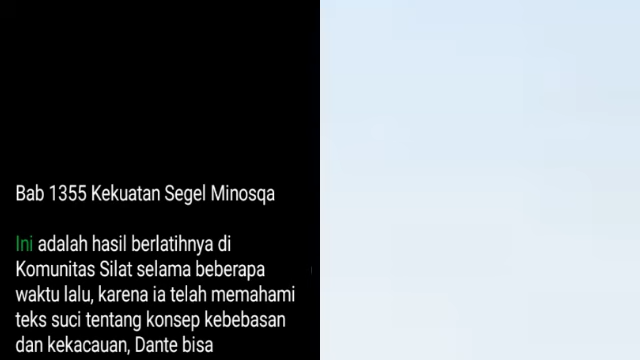 Bab 1355 Kekuatan Segel Minosqa
Ini adalah hasil berlatihnya di
Komunitas Silat selama beberapa
waktu lalu, karena ia telah memahami
teks suci tentang konsep kebebasan
dan kekacauan, Dante bisa